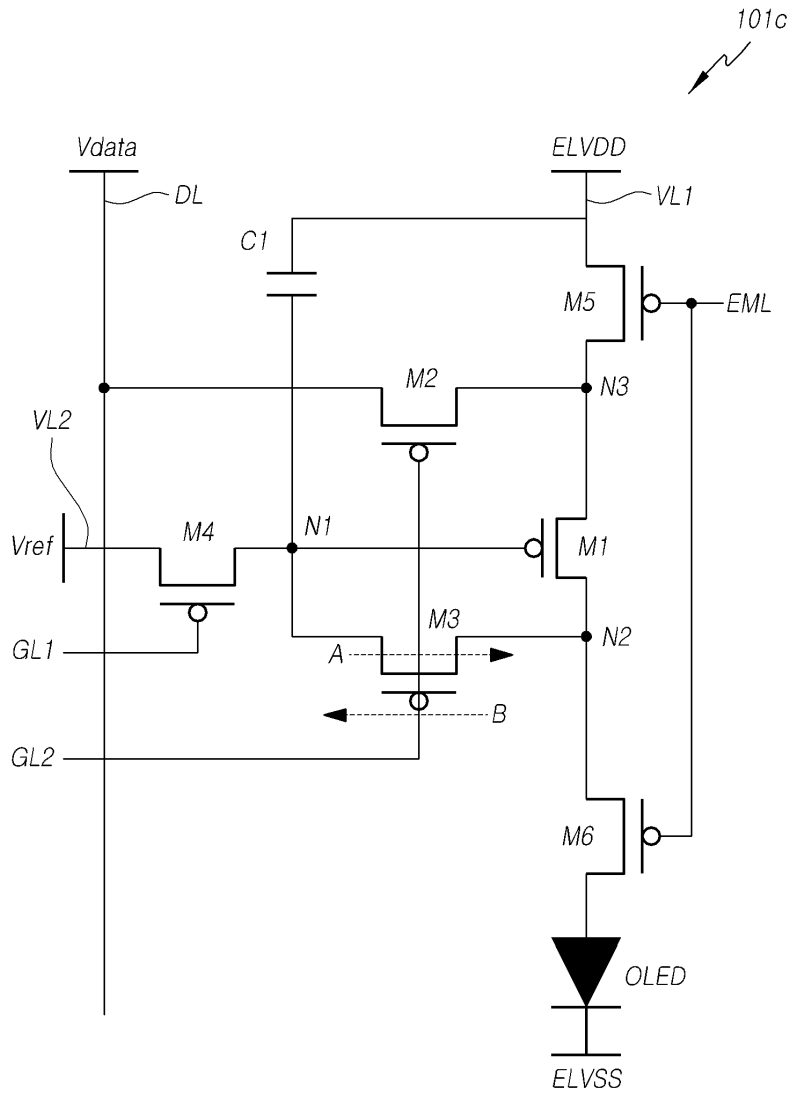 101c
Vdata
ELVDD
DL
VL1
C1
M5
EML
M2
N3
VL2
Vref
M4
N1
M1
M3
GL1
A
N2
B
GL2
M6
OLED
ELVSS